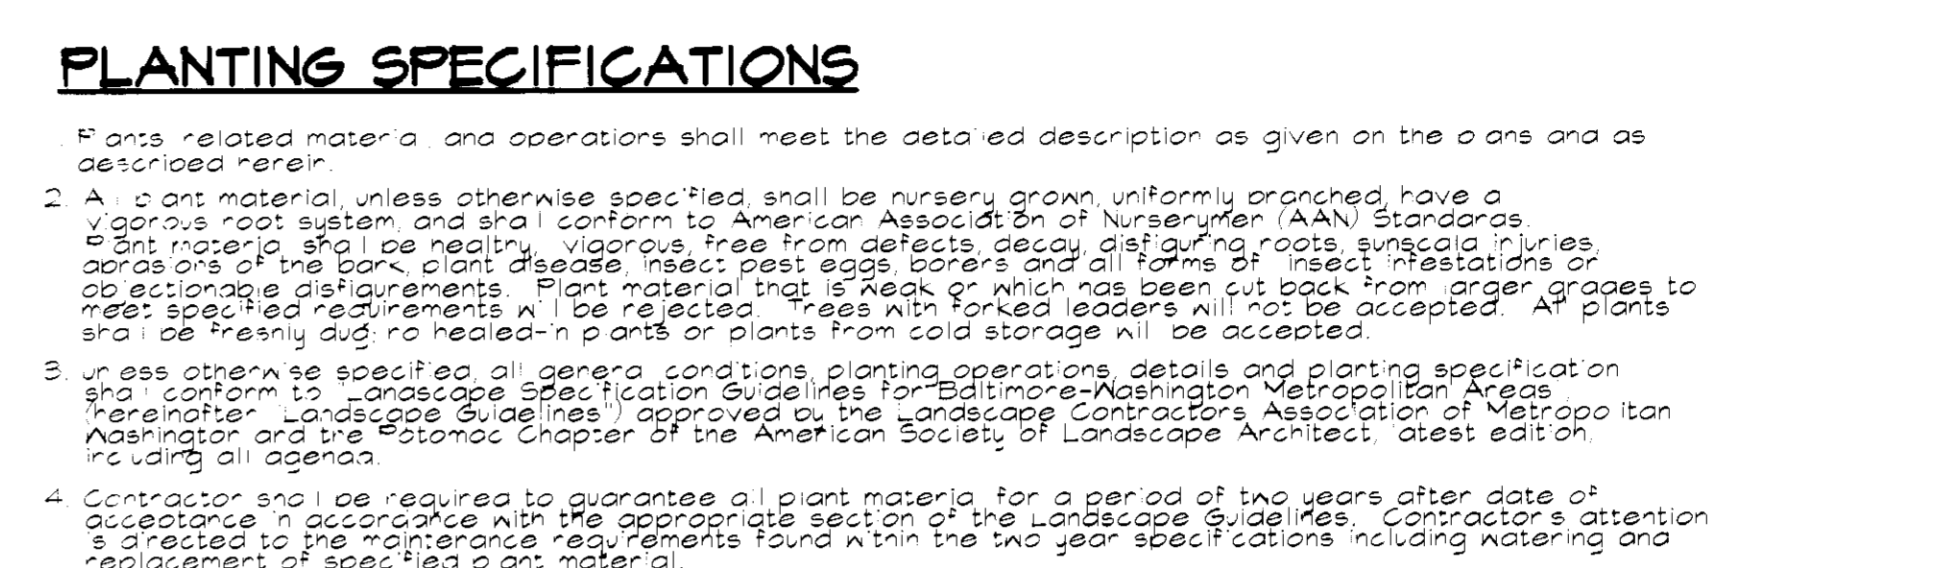 PLANTING SPECIFICATIONS
Plants related material and operations shall meet the detailed description as given on the plans and as
described herein.
2. All plant material, unless otherwise specified, shall be nursery grown, uniformly branched, have a
vigorous root system, and shall conform to American Association of Nurserymen (AAN) Standards.
Plant material shall be healthy, vigorous, free from defects, decay, disfiguring roots, sunscald injuries,
abrasions of the bark, plant disease, insect pest eggs, borers and all forms of insect infestations or
objectionable disfigurements. Plant material that is weak or which has been cut back from larger grades to
meet specified requirements will be rejected. Trees with forked leaders will not be accepted. All plants
shall be freshly dug; no healed-in plants or plants from cold storage will be accepted.
3. Unless otherwise specified, all general conditions, planting operations, details and planting specification
shall conform to "Landscape Specification Guidelines for Baltimore-Washington Metropolitan Areas
(hereinafter "Landscape Guidelines") approved by the Landscape Contractors Association of Metropolitan
Washington and the Potomac Chapter of the American Society of Landscape Architect, latest edition,
including all agenda.
4. Contractor shall be required to guarantee all plant material for a period of two years after date of
acceptance in accordance with the appropriate section of the Landscape Guidelines. Contractor's attention
is directed to the maintenance requirements found within the two year specifications including watering and
replacement of specified plant material.